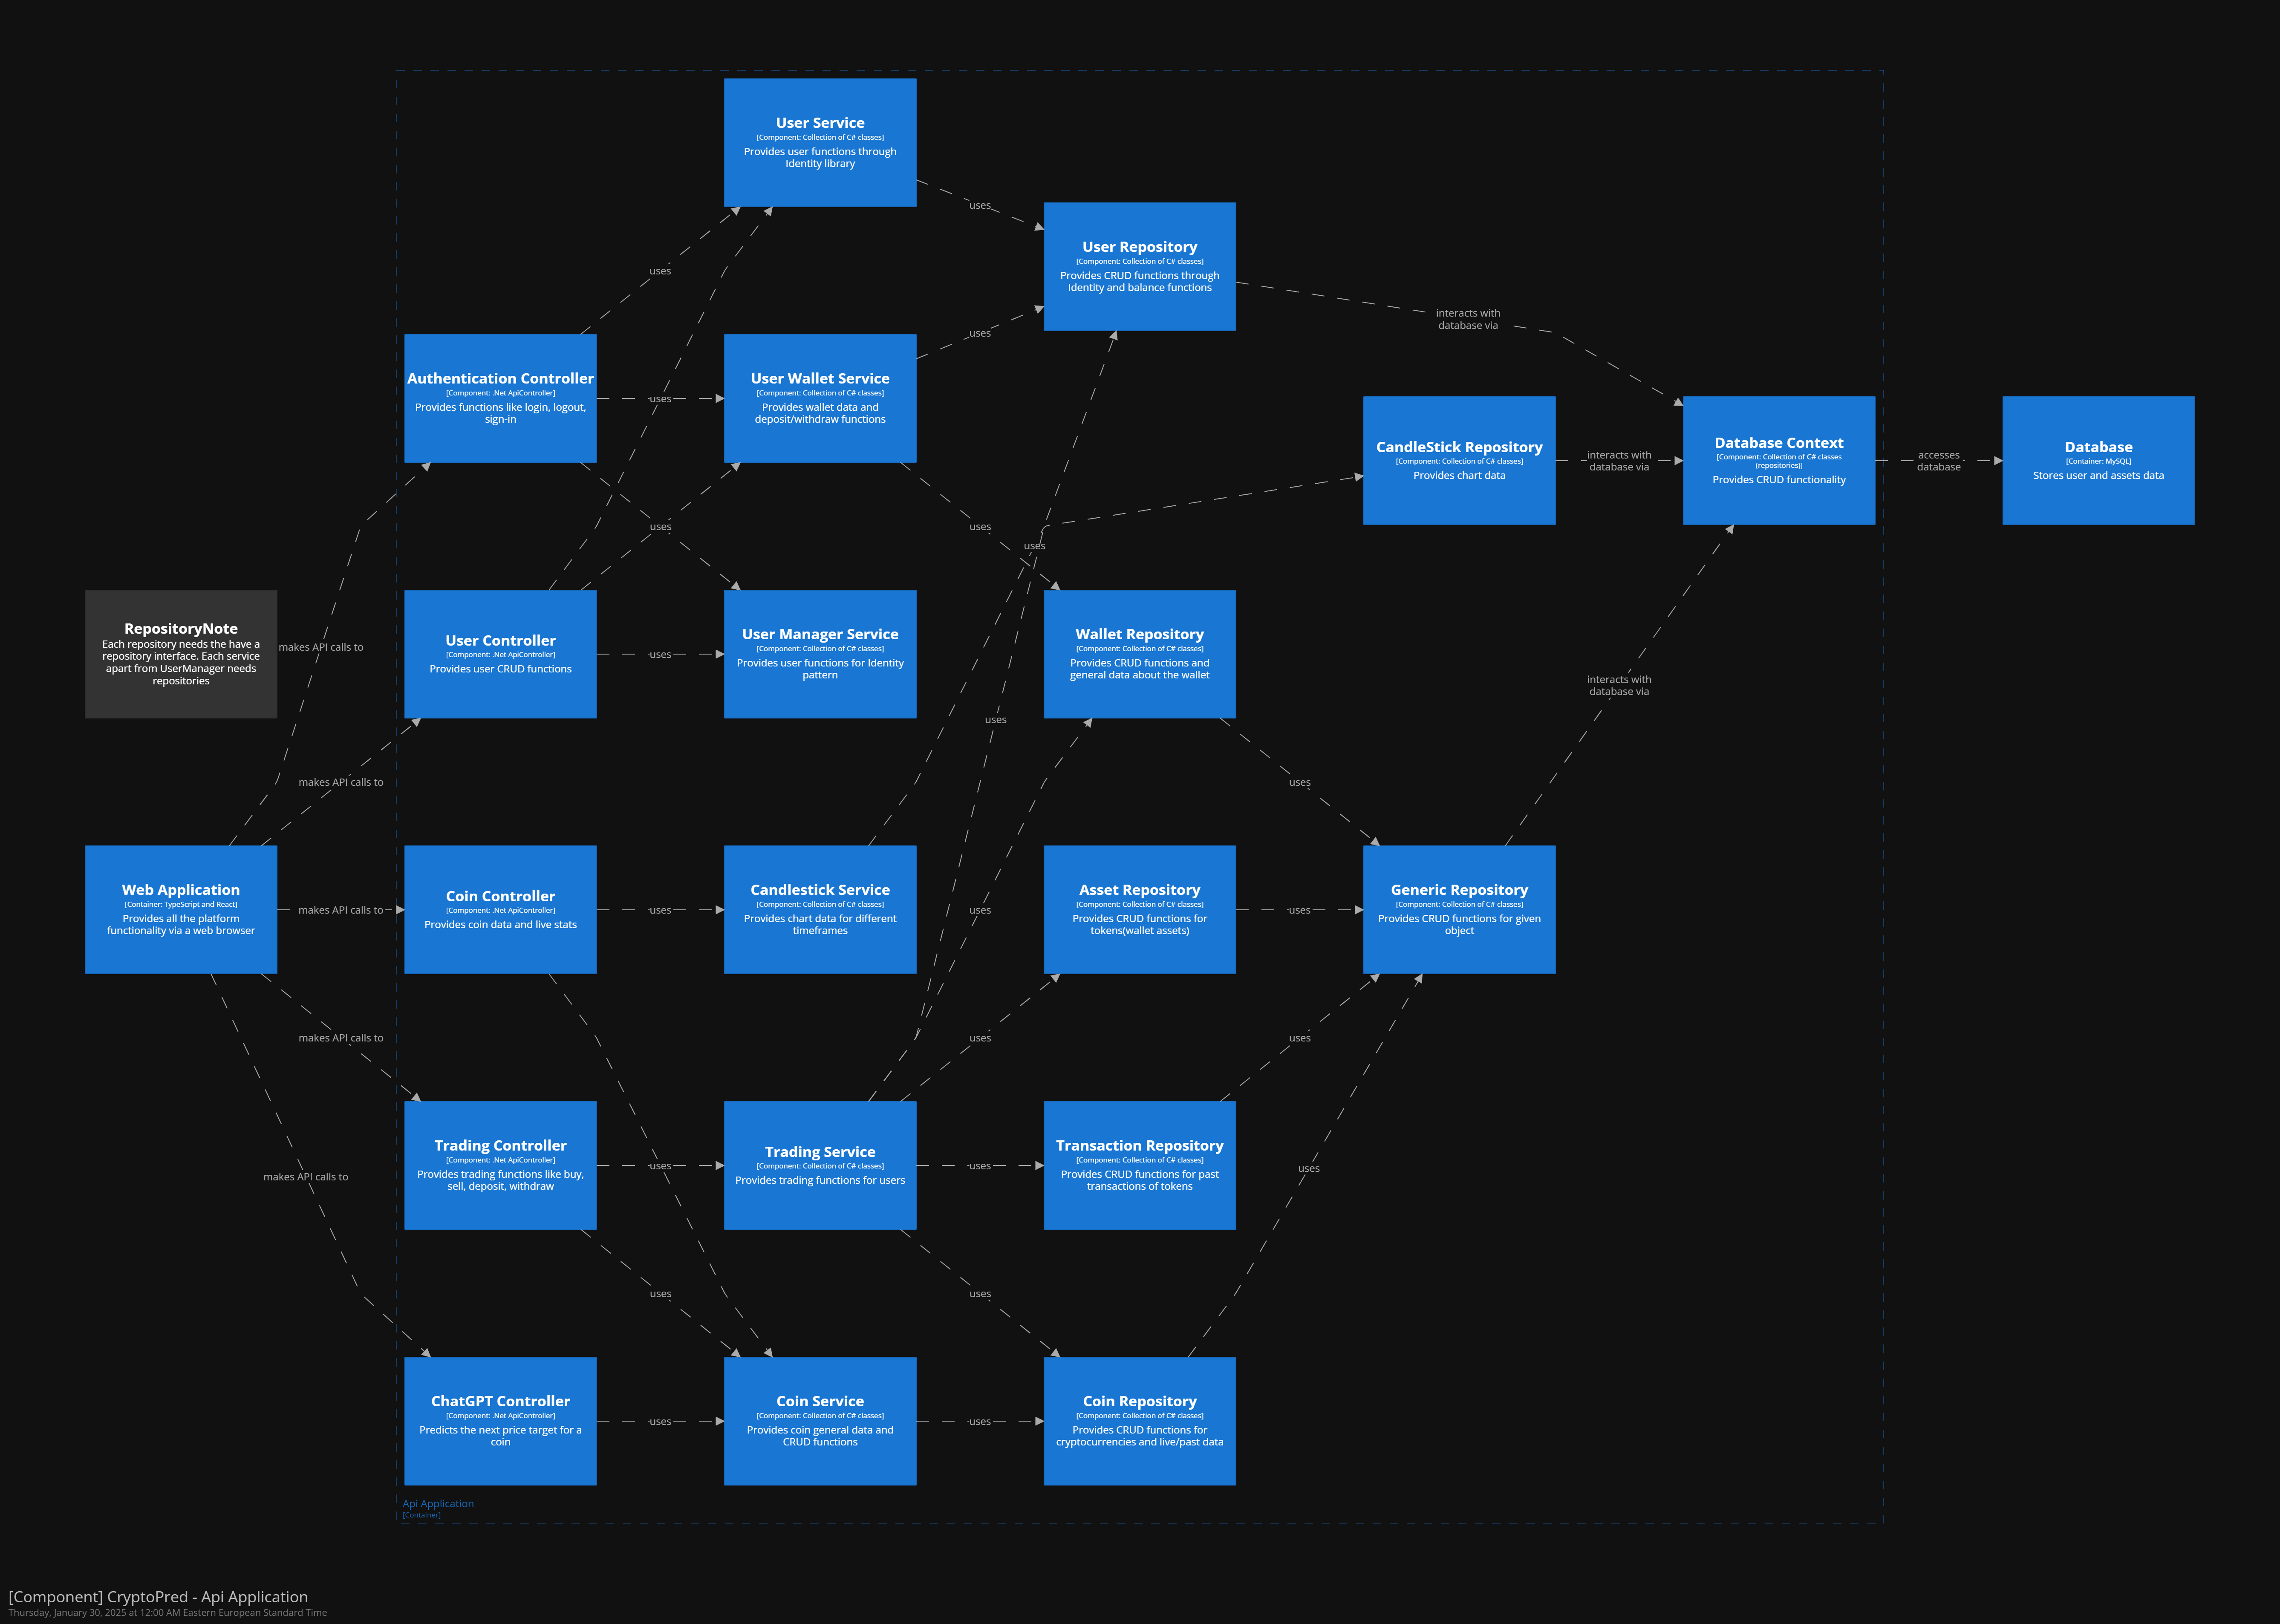 User Service
[Component: Collection of C# classes]
Provides user functions through
Identity library
uses
User Repository
[Component: Collection of C# classes]
Provides CRUD functions through
Identity and balance functions
uses
interacts with
database via
uses
Authentication Controller
[Component: .Net ApiController]
Provides functions like login, logout,
sign-in
uses
User Wallet Service
[Component: Collection of C# classes]
Provides wallet data and
deposit/withdraw functions
CandleStick Repository
[Component: Collection of C# classes]
Provides chart data
interacts with
database via
Database Context
[Component: Collection of C# classes
(repositories)]
Provides CRUD functionality
accesses
database
Database
[Container: MySQL]
Stores user and assets data
uses
uses
uses
RepositoryNote
Each repository needs the have a
repository interface. Each service
apart from UserManager needs
repositories
makes API calls to
User Controller
[Component: .Net ApiController]
Provides user CRUD functions
uses
User Manager Service
[Component: Collection of C# classes]
Provides user functions for Identity
pattern
Wallet Repository
[Component: Collection of C# classes]
Provides CRUD functions and
general data about the wallet
interacts with
database via
uses
makes API calls to
uses
Web Application
[Container: TypeScript and React]
Provides all the platform
functionality via a web browser
makes API calls to
Coin Controller
[Component: .Net ApiController]
Provides coin data and live stats
uses
Candlestick Service
[Component: Collection of C# classes]
Provides chart data for different
timeframes
uses
Asset Repository
[Component: Collection of C# classes]
Provides CRUD functions for
tokens(wallet assets)
uses
Generic Repository
[Component: Collection of C# classes]
Provides CRUD functions for given
object
makes API calls to
uses
uses
makes API calls to
Trading Controller
[Component: .Net ApiController]
Provides trading functions like buy,
sell, deposit, withdraw
uses
Trading Service
[Component: Collection of C# classes]
Provides trading functions for users
uses
Transaction Repository
[Component: Collection of C# classes]
Provides CRUD functions for past
transactions of tokens
uses
uses
uses
ChatGPT Controller
[Component: .Net ApiController]
Predicts the next price target for a
coin
uses
Coin Service
[Component: Collection of C# classes]
Provides coin general data and
CRUD functions
uses
Coin Repository
[Component: Collection of C# classes]
Provides CRUD functions for
cryptocurrencies and live/past data
Api Application
[Container]
[Component] CryptoPred - Api Application
Thursday, January 30, 2025 at 12:00 AM Eastern European Standard Time